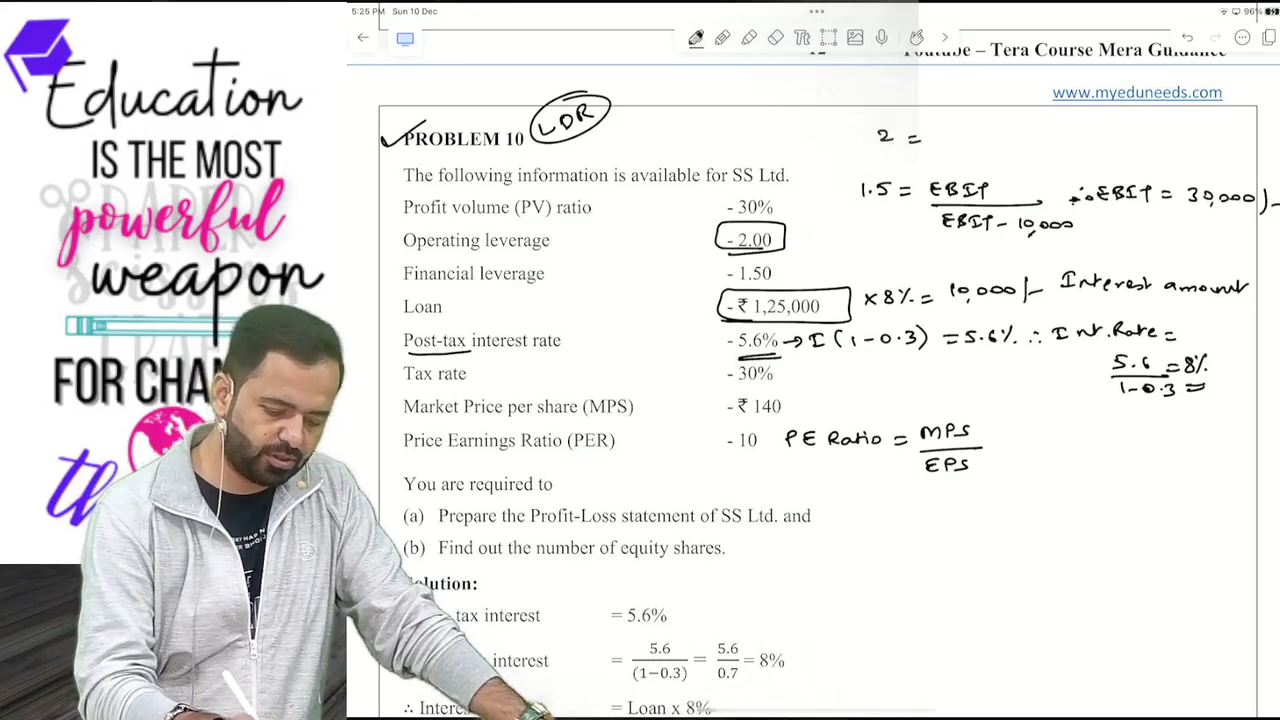 5:25 PM Sun 10 Dec
96%
Youtube – Tera Course Mera Guidance
www.myeduneeds.com
Education
IS THE MOST
powerful
weapon
FOR CHAN
th
PROBLEM 10 LDR
The following information is available for SS Ltd.
Profit volume (PV) ratio - 30%
Operating leverage - 2.00
Financial leverage - 1.50
Loan - ₹ 1,25,000
Post-tax interest rate - 5.6%
Tax rate - 30%
Market Price per share (MPS) - ₹ 140
Price Earnings Ratio (PER) - 10
2 =
1.5 = EBIT / EBIT - 10,000 ∴ EBIT = 30,000/-
× 8% = 10,000/- Interest amount
→ I (1 - 0.3) = 5.6% ∴ Int. Rate =
5.6 / 1 - 0.3 = 8%
PE Ratio = MPS / EPS
You are required to
(a) Prepare the Profit-Loss statement of SS Ltd. and
(b) Find out the number of equity shares.
olution:
tax interest = 5.6%
interest = 5.6 / (1−0.3) = 5.6 / 0.7 = 8%
∴ Intere = Loan x 8%